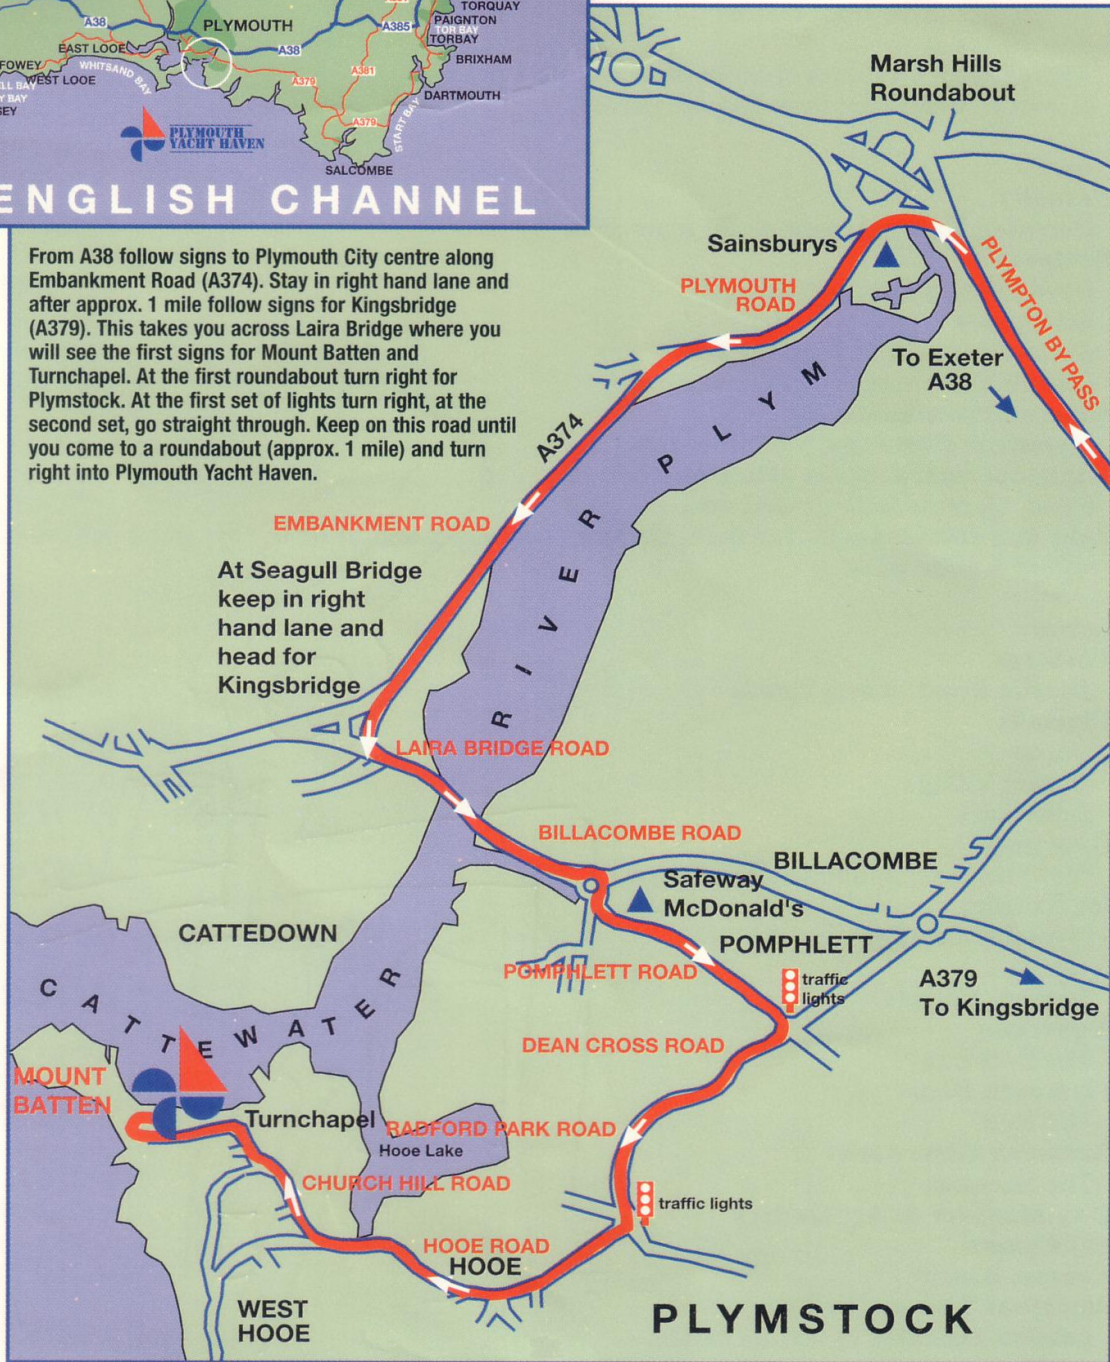 TORQUAY
PAIGNTON
TOR BAY
TORBAY
BRIXHAM
DARTMOUTH
START BAY
SALCOMBE
A38
PLYMOUTH
A38
A385
A381
A379
A379
EAST LOOE
FOWEY
WEST LOOE
WHITSAND BAY
PLYMOUTH
YACHT HAVEN
ENGLISH CHANNEL
From A38 follow signs to Plymouth City centre along
Embankment Road (A374). Stay in right hand lane and
after approx. 1 mile follow signs for Kingsbridge
(A379). This takes you across Laira Bridge where you
will see the first signs for Mount Batten and
Turnchapel. At the first roundabout turn right for
Plymstock. At the first set of lights turn right, at the
second set, go straight through. Keep on this road until
you come to a roundabout (approx. 1 mile) and turn
right into Plymouth Yacht Haven.
Marsh Hills
Roundabout
Sainsburys
PLYMOUTH
ROAD
PLYMPTON BY PASS
To Exeter
A38
A374
RIVER PLYM
EMBANKMENT ROAD
At Seagull Bridge
keep in right
hand lane and
head for
Kingsbridge
LAIRA BRIDGE ROAD
BILLACOMBE ROAD
BILLACOMBE
Safeway
McDonald's
POMPHLETT
CATTEDOWN
POMPHLETT ROAD
traffic
lights
A379
To Kingsbridge
CATTEWATER
DEAN CROSS ROAD
MOUNT
BATTEN
Turnchapel
RADFORD PARK ROAD
Hooe Lake
CHURCH HILL ROAD
traffic lights
HOOE ROAD
HOOE
WEST
HOOE
PLYMSTOCK